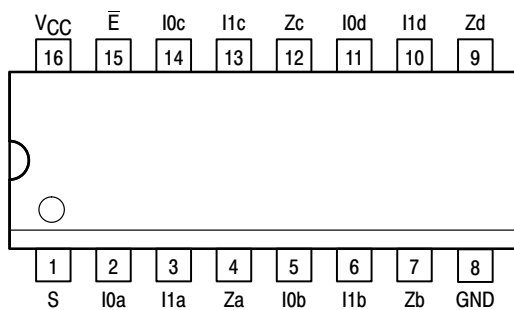 VCC E̅ I0c I1c Zc I0d I1d Zd
16 15 14 13 12 11 10 9
1 2 3 4 5 6 7 8
S I0a I1a Za I0b I1b Zb GND